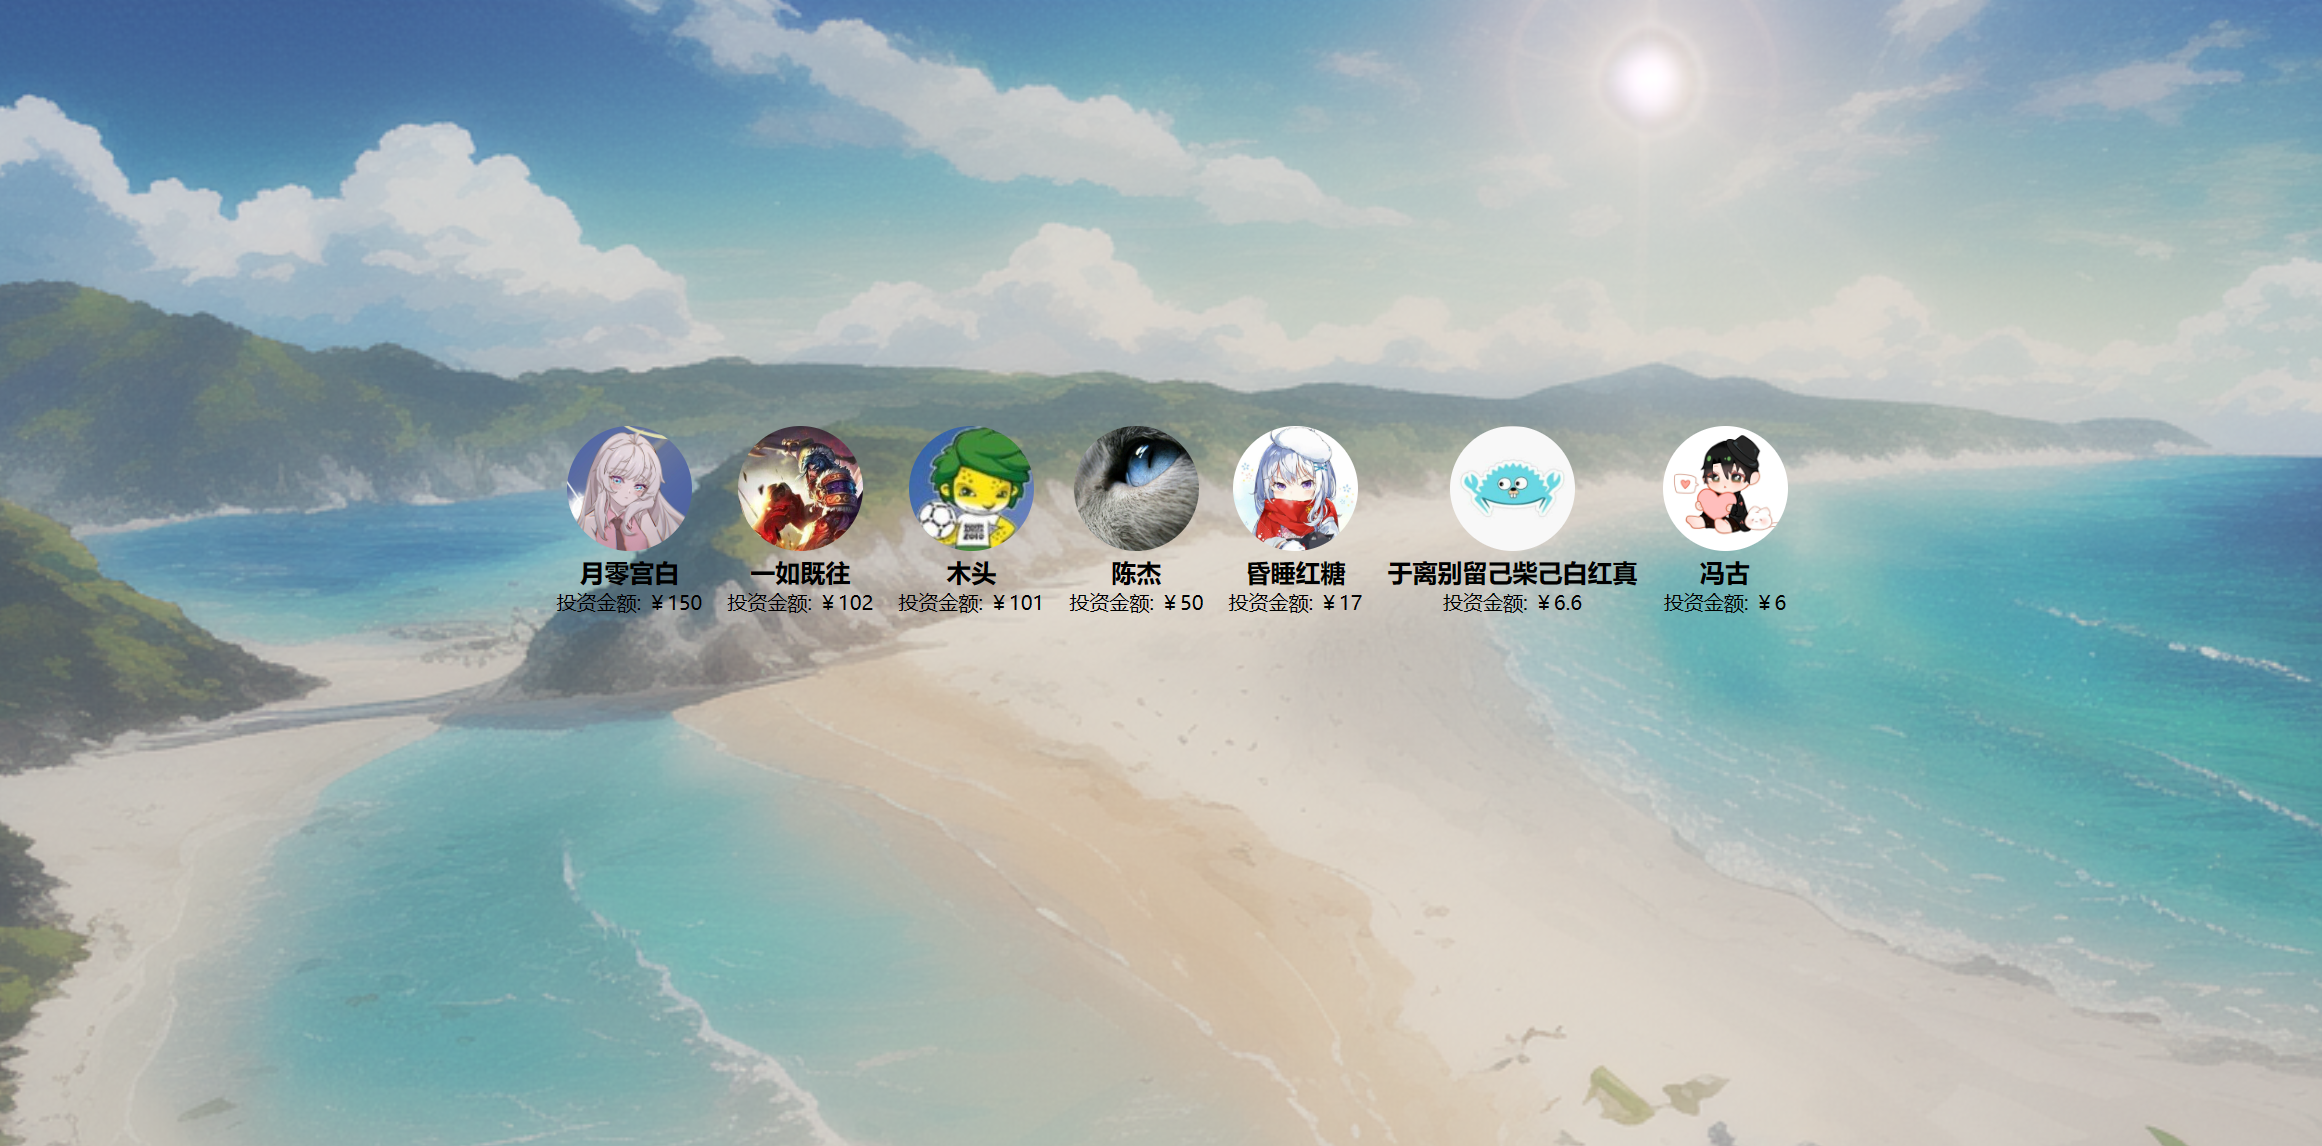 月零宫白
投资金额: ￥150
一如既往
投资金额: ￥102
木头
投资金额: ￥101
陈杰
投资金额: ￥50
昏睡红糖
投资金额: ￥17
于离别留己柴己白红真
投资金额: ￥6.6
冯古
投资金额: ￥6